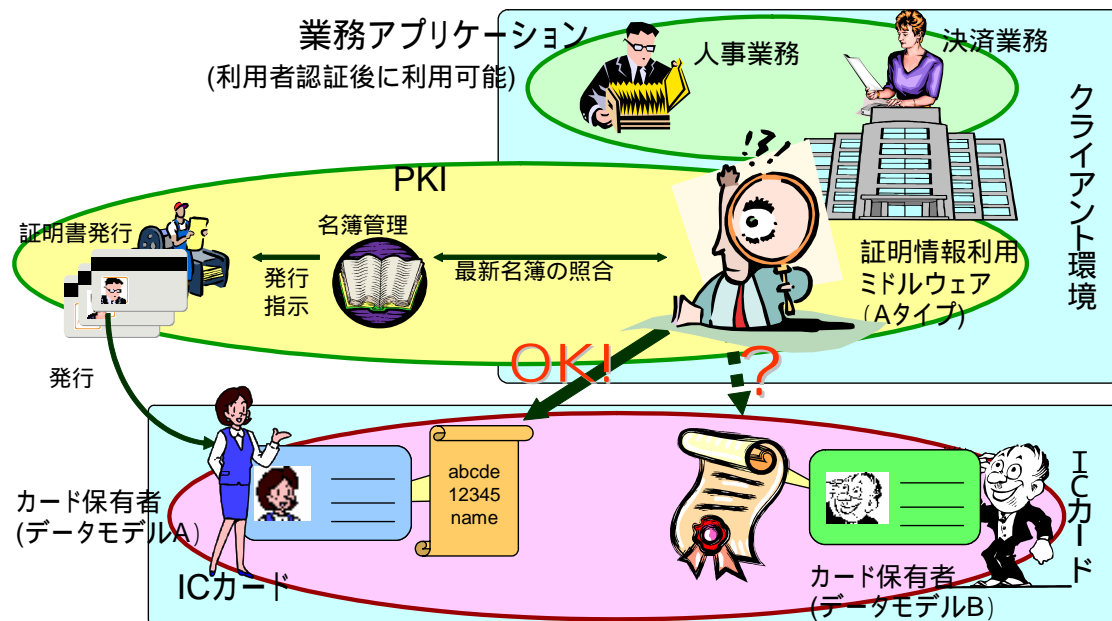 業務アプリケーション
(利用者認証後に利用可能)
人事業務
決済業務
クライアント環境
PKI
証明書発行
名簿管理
発行
指示
最新名簿の照合
証明情報利用
ミドルウェア
(Aタイプ)
!?!
OK!
?
発行
カード保有者
(データモデルA)
abcde
12345
name
ICカード
カード保有者
(データモデルB)
ICカード